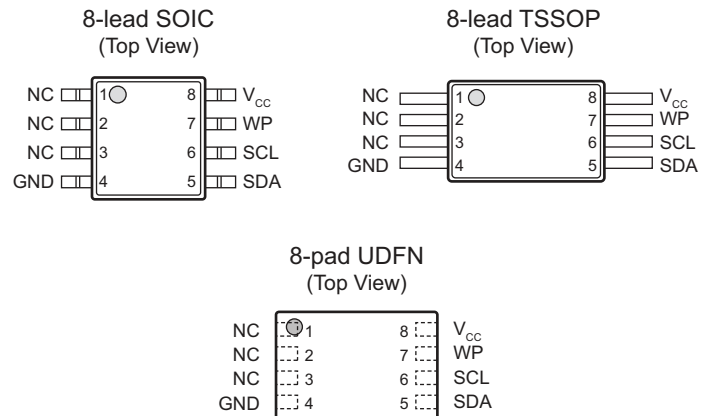 8-lead SOIC
(Top View)
NC 1 8 VCC
NC 2 7 WP
NC 3 6 SCL
GND 4 5 SDA
8-lead TSSOP
(Top View)
NC 1 8 VCC
NC 2 7 WP
NC 3 6 SCL
GND 4 5 SDA
8-pad UDFN
(Top View)
NC 1 8 VCC
NC 2 7 WP
NC 3 6 SCL
GND 4 5 SDA